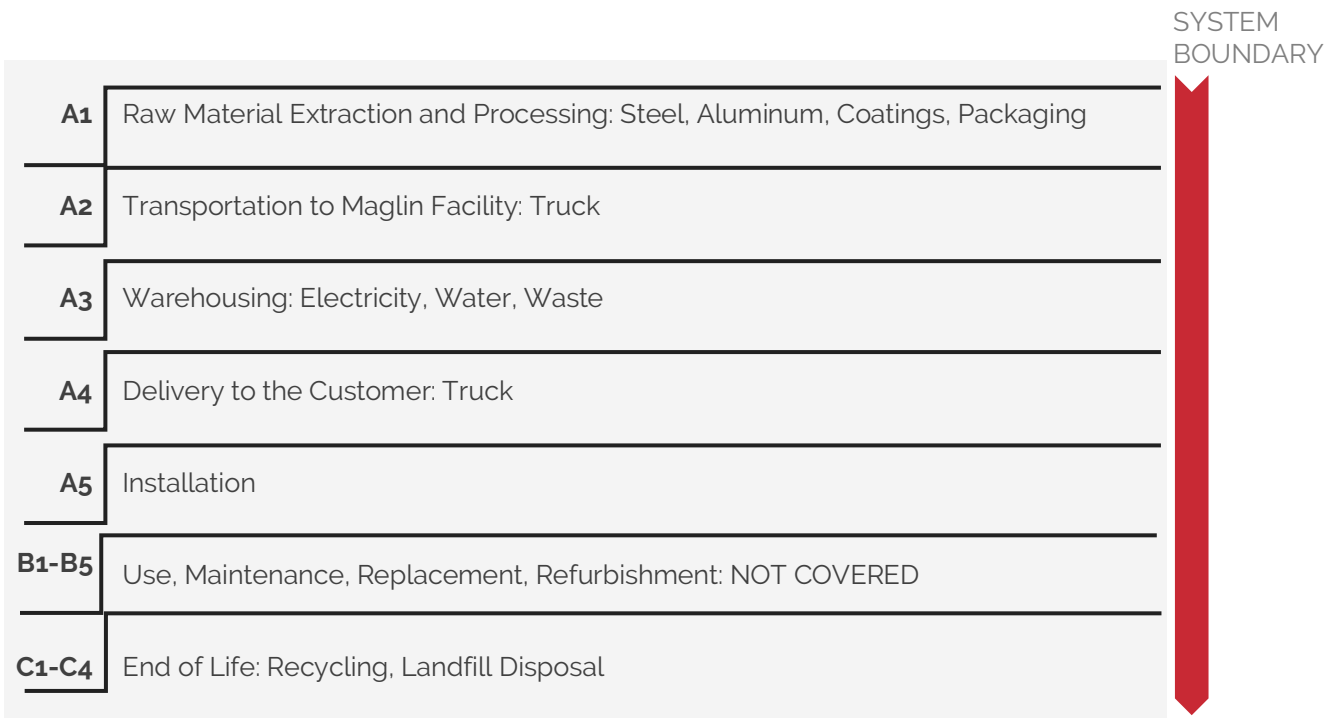 SYSTEM
BOUNDARY
A1 Raw Material Extraction and Processing: Steel, Aluminum, Coatings, Packaging
A2 Transportation to Maglin Facility: Truck
A3 Warehousing: Electricity, Water, Waste
A4 Delivery to the Customer: Truck
A5 Installation
B1-B5 Use, Maintenance, Replacement, Refurbishment: NOT COVERED
C1-C4 End of Life: Recycling, Landfill Disposal